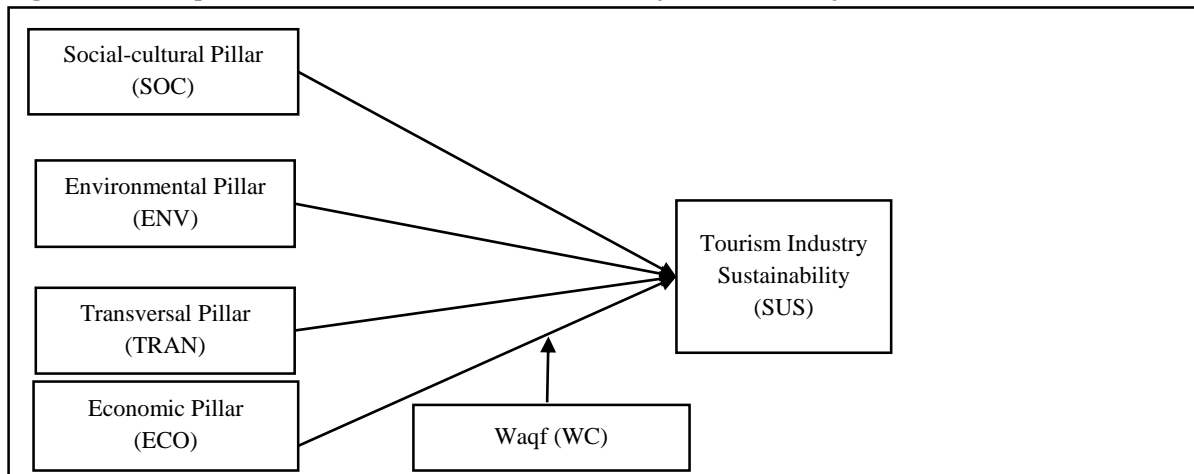 Social-cultural Pillar
(SOC)
Environmental Pillar
(ENV)
Transversal Pillar
(TRAN)
Economic Pillar
(ECO)
Waqf (WC)
Tourism Industry
Sustainability
(SUS)